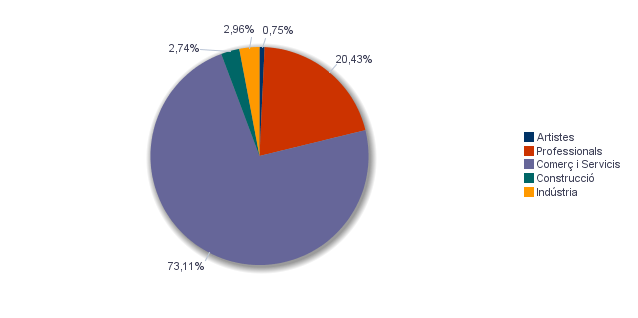 2,96%
0,75%
2,74%
20,43%
73,11%
Artistes
Professionals
Comerç i Servicis
Construcció
Indústria